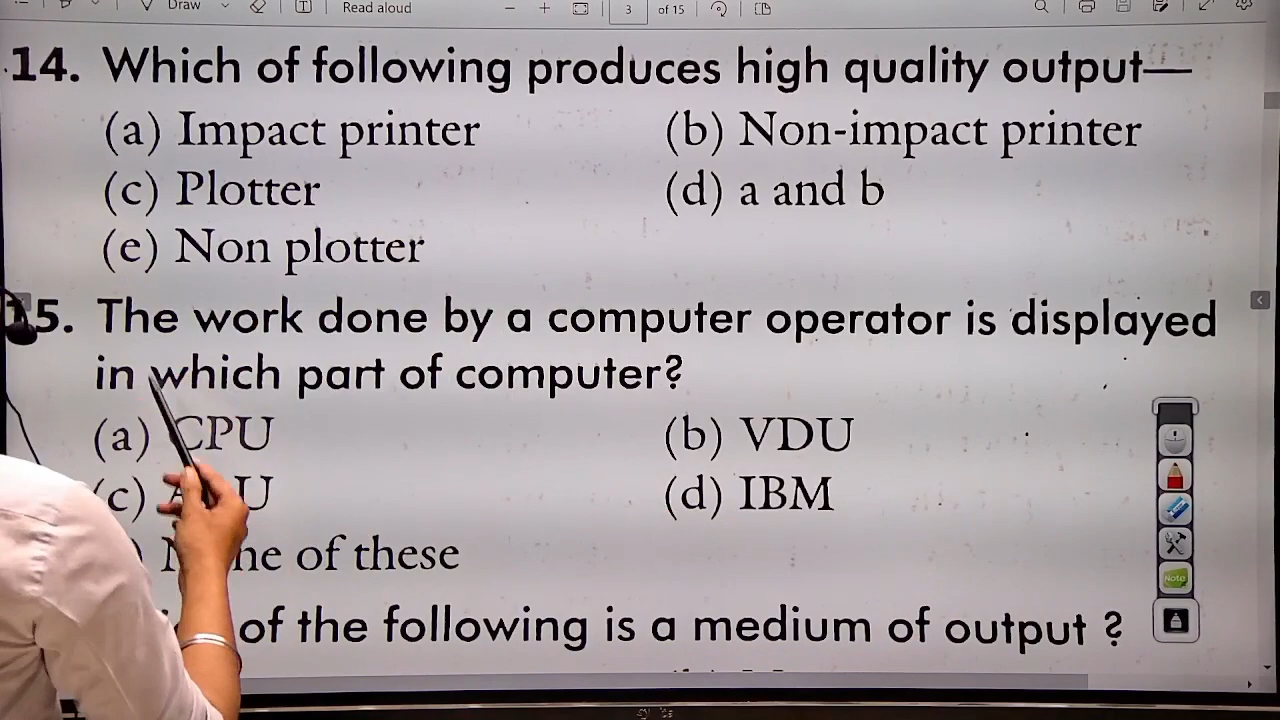 Draw
Read aloud
3
of 15
14. Which of following produces high quality output—
(a) Impact printer
(b) Non-impact printer
(c) Plotter
(d) a and b
(e) Non plotter
5. The work done by a computer operator is displayed
in which part of computer?
(a) CPU
(b) VDU
(c) U
(d) IBM
of these
of the following is a medium of output ?
Note